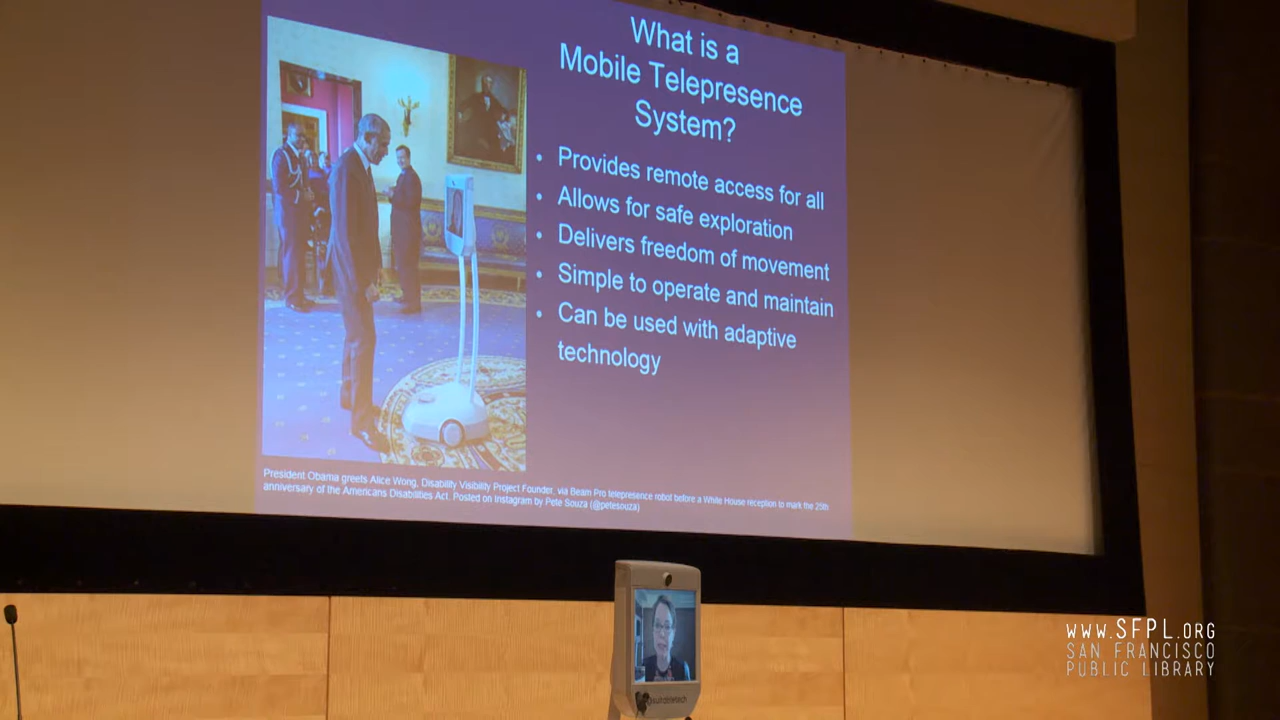 What is a
Mobile Telepresence
System?
• Provides remote access for all
• Allows for safe exploration
• Delivers freedom of movement
• Simple to operate and maintain
• Can be used with adaptive
technology
President Obama greets Alice Wong, Disability Visibility Project Founder, via Beam Pro telepresence robot before a White House reception to mark the 25th
anniversary of the Americans Disabilities Act. Posted on Instagram by Pete Souza (@petesouza)
www.SFPL.org
SAN FRANCISCO
PUBLIC LIBRARY
suitabletech